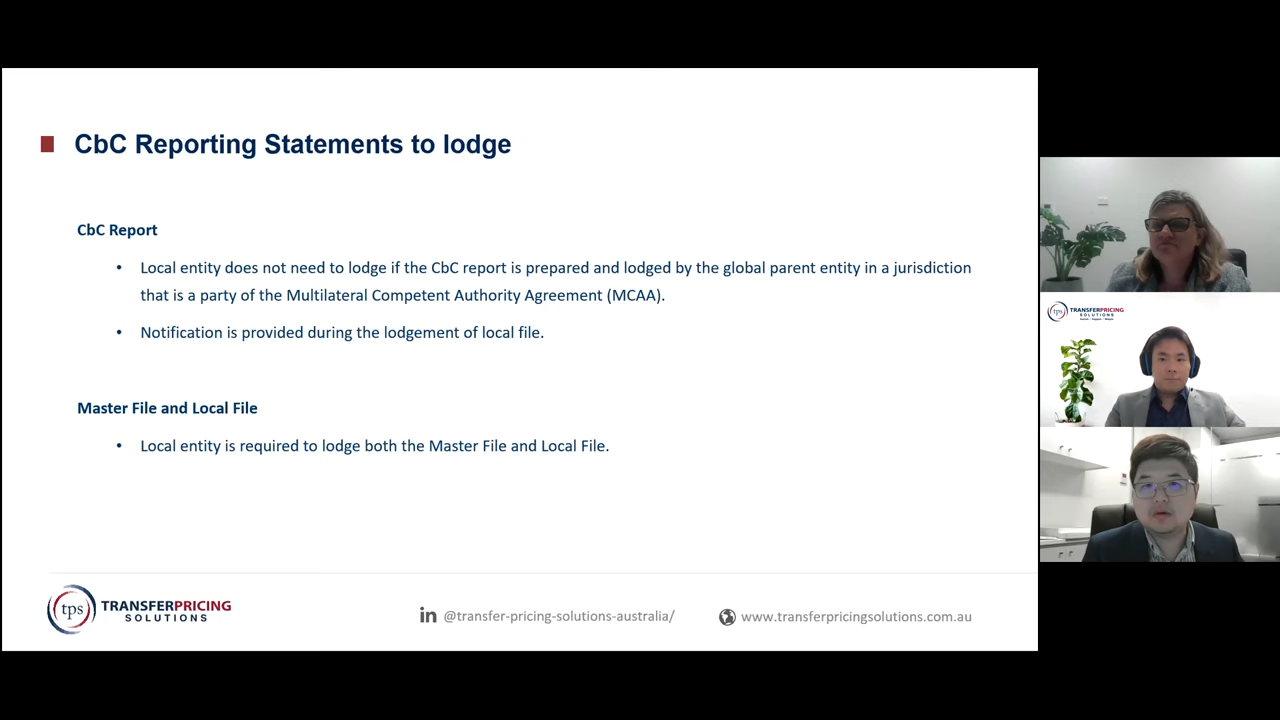 CbC Reporting Statements to lodge
CbC Report
• Local entity does not need to lodge if the CbC report is prepared and lodged by the global parent entity in a jurisdiction
that is a party of the Multilateral Competent Authority Agreement (MCAA).
• Notification is provided during the lodgement of local file.
Master File and Local File
• Local entity is required to lodge both the Master File and Local File.
tps TRANSFERPRICING
SOLUTIONS
in @transfer-pricing-solutions-australia/
www.transferpricingsolutions.com.au
tps TRANSFERPRICING
SOLUTIONS